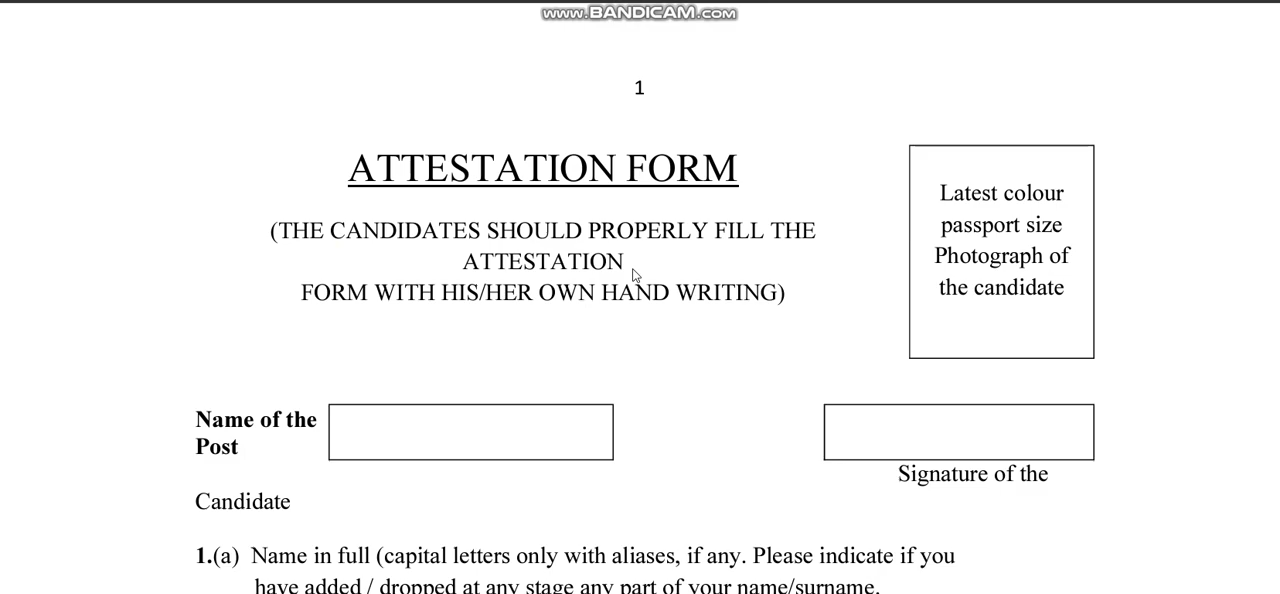 www.BANDICAM.com
1
ATTESTATION FORM
(THE CANDIDATES SHOULD PROPERLY FILL THE
ATTESTATION
FORM WITH HIS/HER OWN HAND WRITING)
Latest colour
passport size
Photograph of
the candidate
Name of the
Post
Signature of the
Candidate
1.(a) Name in full (capital letters only with aliases, if any. Please indicate if you
have added / dropped at any stage any part of your name/surname.